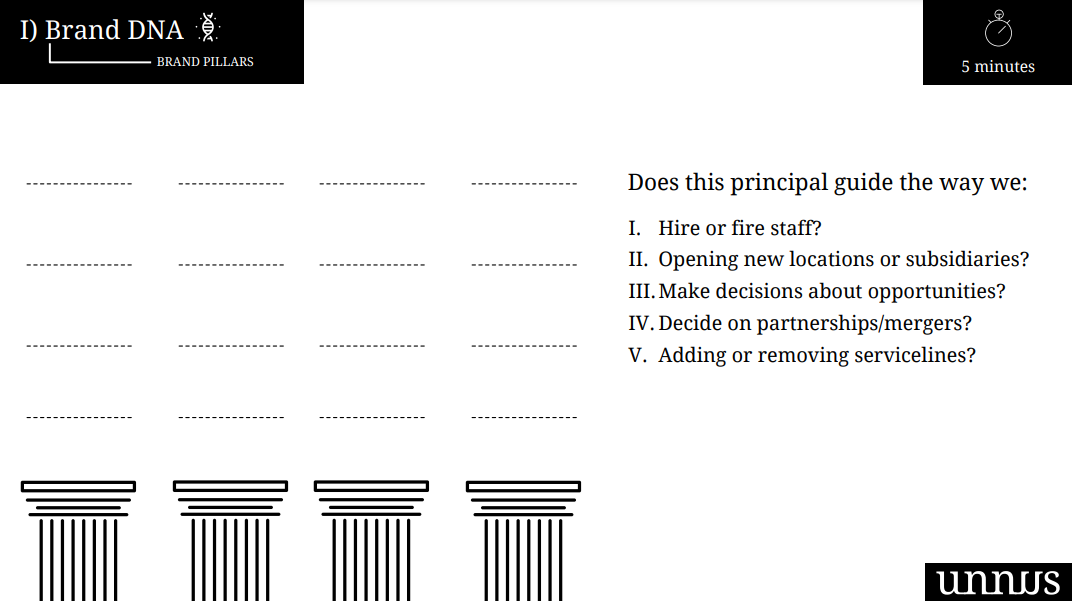 I) Brand DNA
BRAND PILLARS
5 minutes
Does this principal guide the way we:
I. Hire or fire staff?
II. Opening new locations or subsidiaries?
III. Make decisions about opportunities?
IV. Decide on partnerships/mergers?
V. Adding or removing servicelines?
unnus